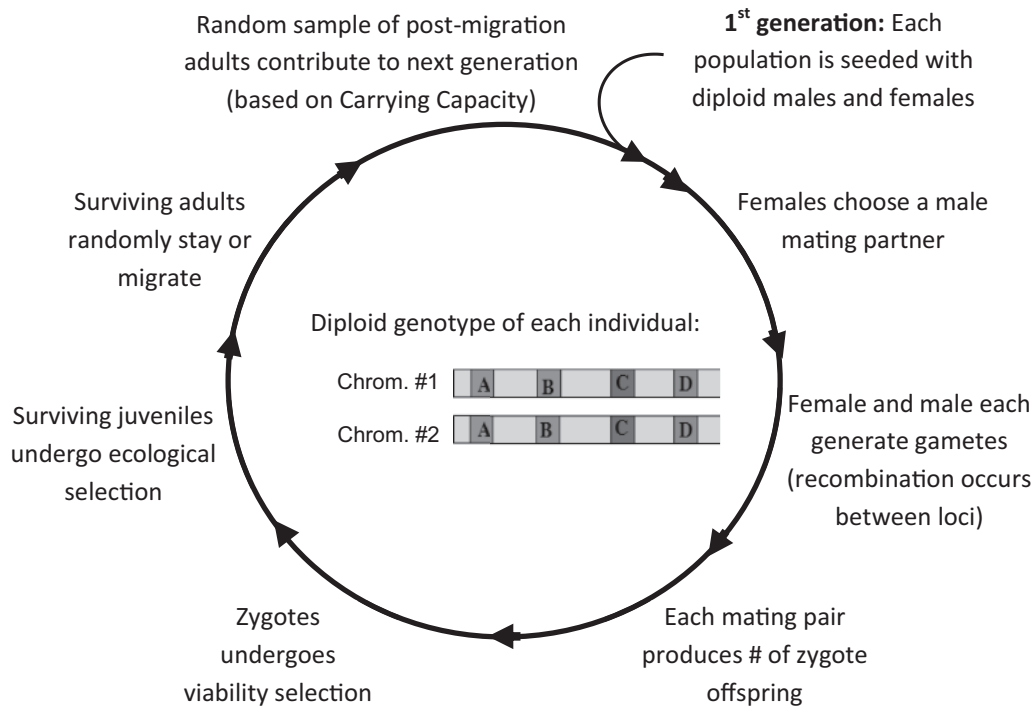 Random sample of post-migration
adults contribute to next generation
(based on Carrying Capacity)
1st generation: Each
population is seeded with
diploid males and females
Females choose a male
mating partner
Female and male each
generate gametes
(recombination occurs
between loci)
Each mating pair
produces # of zygote
offspring
Zygotes
undergoes
viability selection
Surviving juveniles
undergo ecological
selection
Surviving adults
randomly stay or
migrate
Diploid genotype of each individual:
Chrom. #1 A B C D
Chrom. #2 A B C D